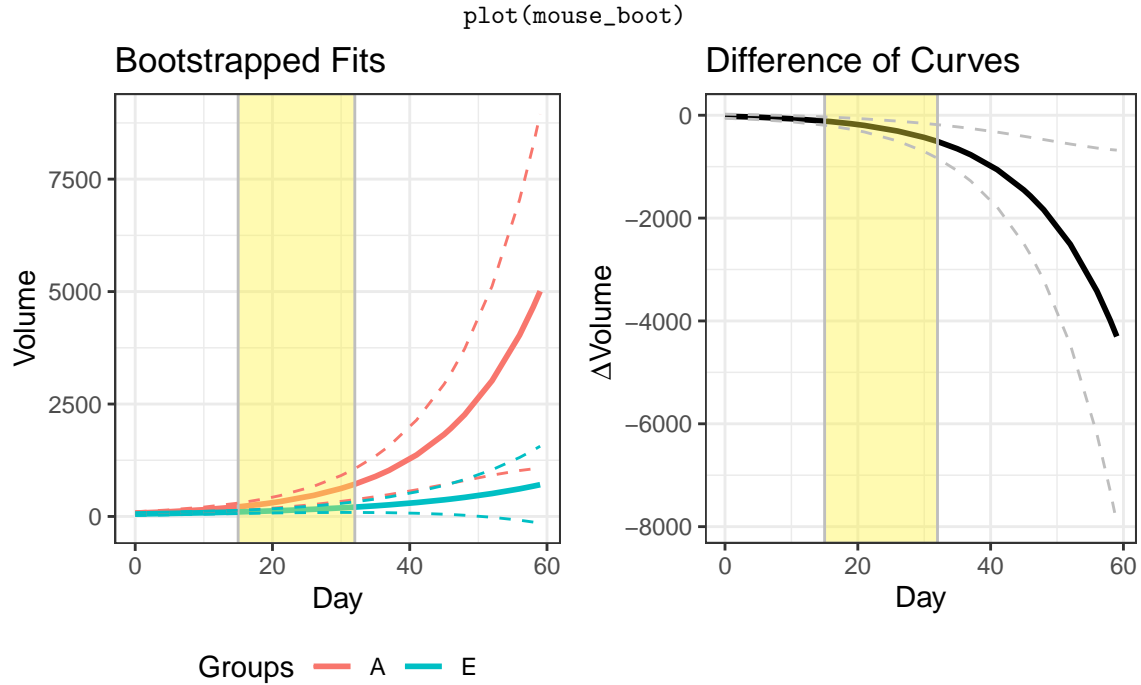 plot(mouse_boot)
Bootstrapped Fits
Volume
7500
5000
2500
0
0 20 40 60
Day
Groups A E
Difference of Curves
ΔVolume
0
−2000
−4000
−6000
−8000
0 20 40 60
Day